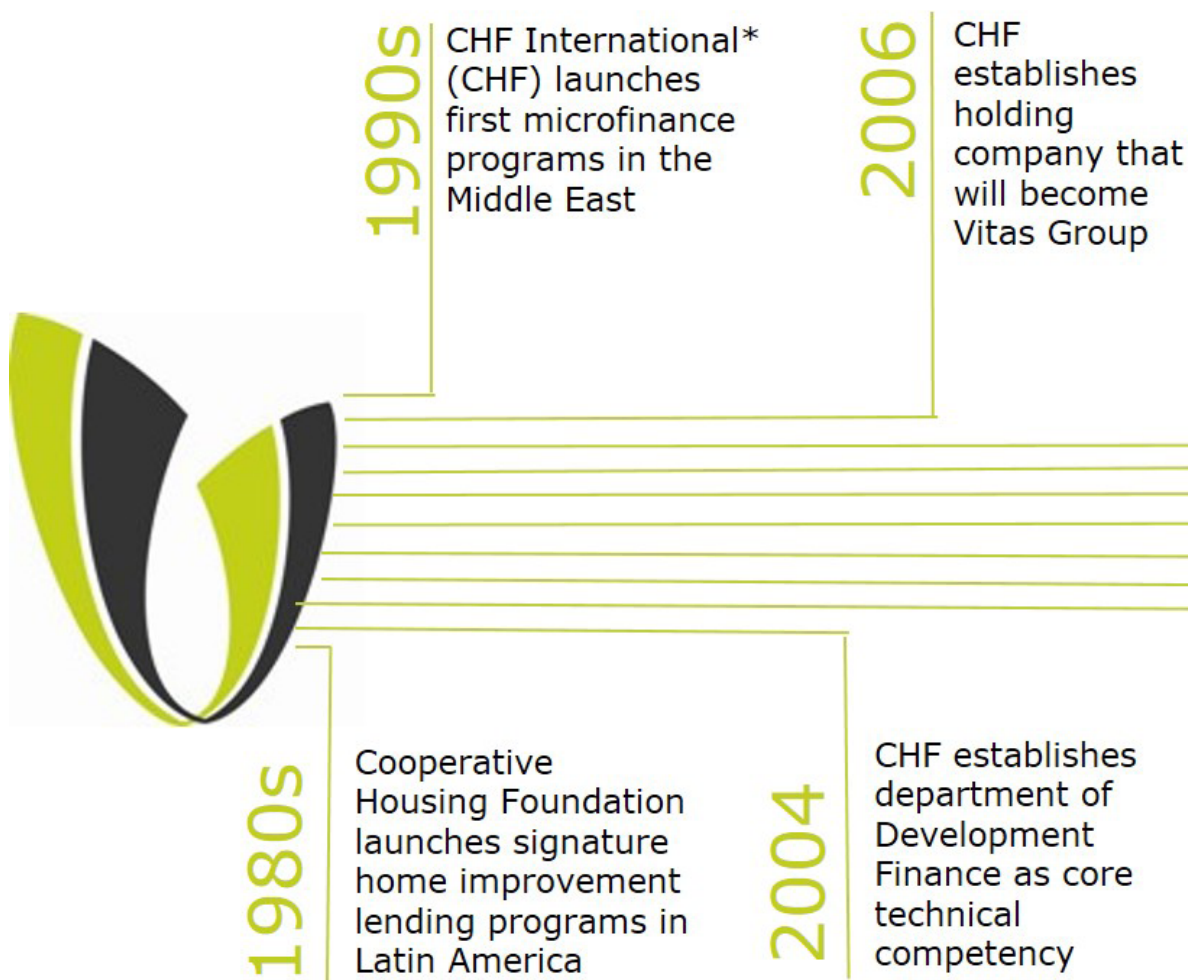 1990s
CHF International*
(CHF) launches
first microfinance
programs in the
Middle East
2006
CHF
establishes
holding
company that
will become
Vitas Group
1980s
Cooperative
Housing Foundation
launches signature
home improvement
lending programs in
Latin America
2004
CHF establishes
department of
Development
Finance as core
technical
competency